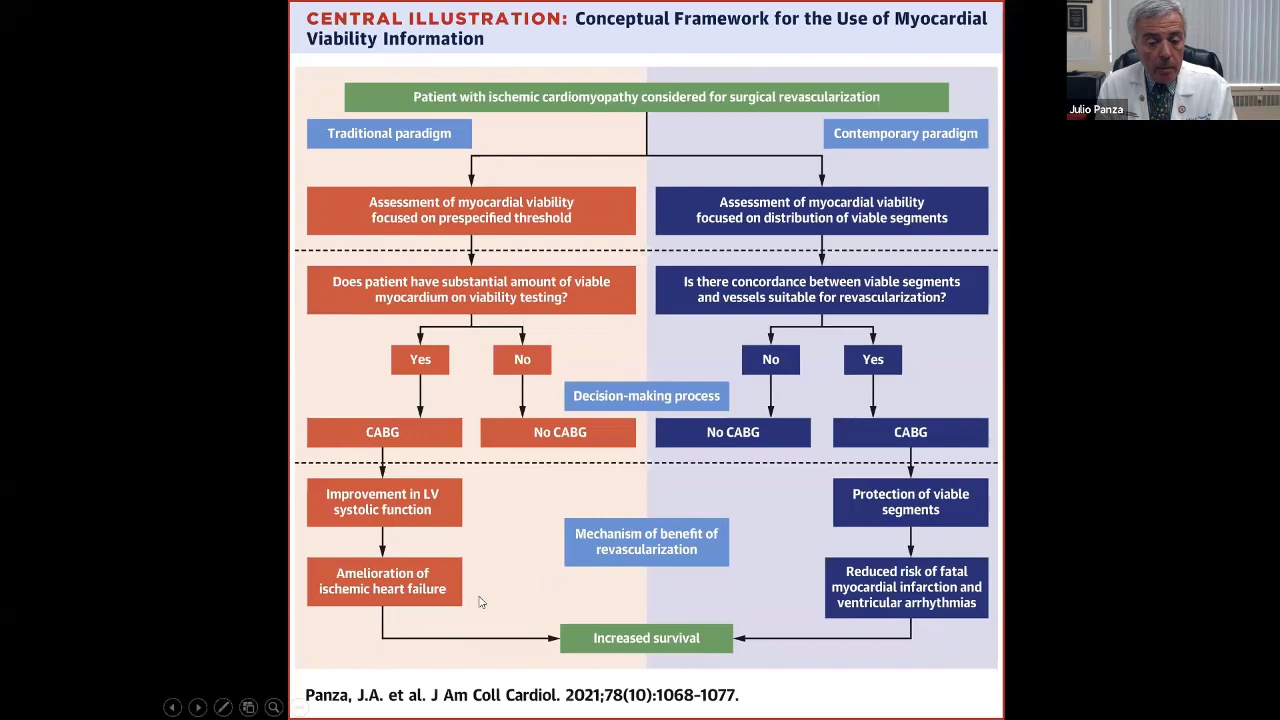 CENTRAL ILLUSTRATION: Conceptual Framework for the Use of Myocardial
Viability Information
Julio Panza
Patient with ischemic cardiomyopathy considered for surgical revascularization
Traditional paradigm
Contemporary paradigm
Assessment of myocardial viability
focused on prespecified threshold
Assessment of myocardial viability
focused on distribution of viable segments
Does patient have substantial amount of viable
myocardium on viability testing?
Is there concordance between viable segments
and vessels suitable for revascularization?
Yes
No
No
Yes
Decision-making process
CABG
No CABG
No CABG
CABG
Improvement in LV
systolic function
Protection of viable
segments
Mechanism of benefit of
revascularization
Amelioration of
ischemic heart failure
Reduced risk of fatal
myocardial infarction and
ventricular arrhythmias
Increased survival
Panza, J.A. et al. J Am Coll Cardiol. 2021;78(10):1068-1077.